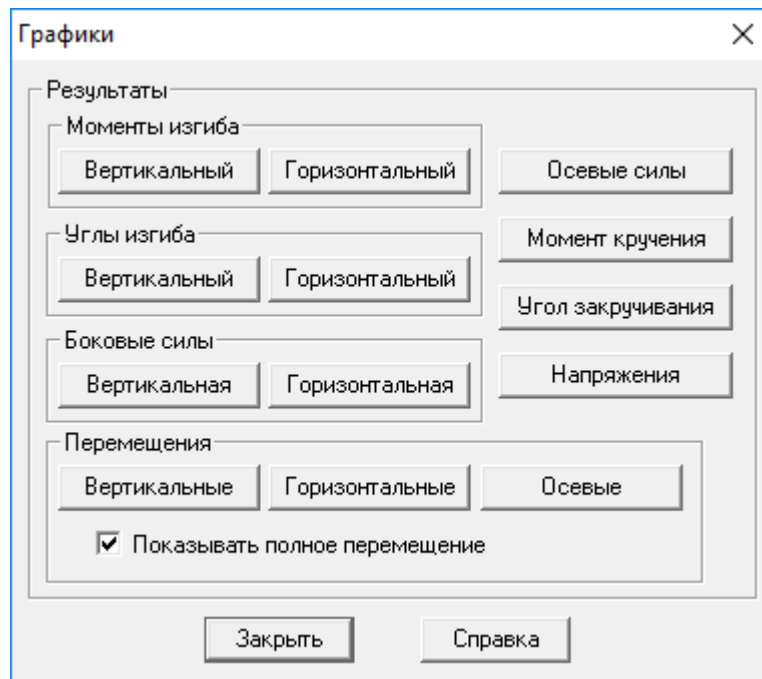 Графики
Результаты
Моменты изгиба
Вертикальный Горизонтальный Осевые силы
Момент кручения
Углы изгиба
Вертикальный Горизонтальный
Угол закручивания
Боковые силы
Вертикальная Горизонтальная Напряжения
Перемещения
Вертикальные Горизонтальные Осевые
Показывать полное перемещение
Закрыть Справка